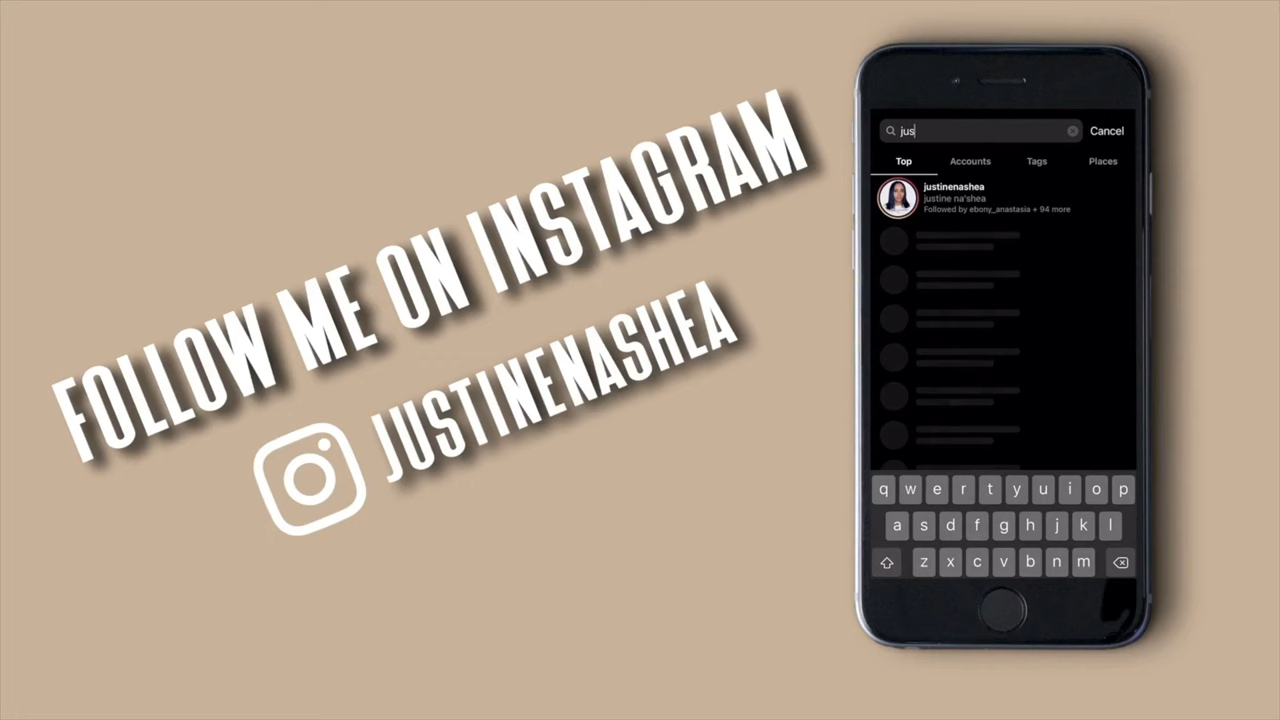 FOLLOW ME ON INSTAGRAM
JUSTINENASHEA
jus
Cancel
Top Accounts Tags Places
justinenashea
justine na'shea
Followed by ebony_anastasia + 94 more
q w e r t y u i o p
a s d f g h j k l
z x c v b n m